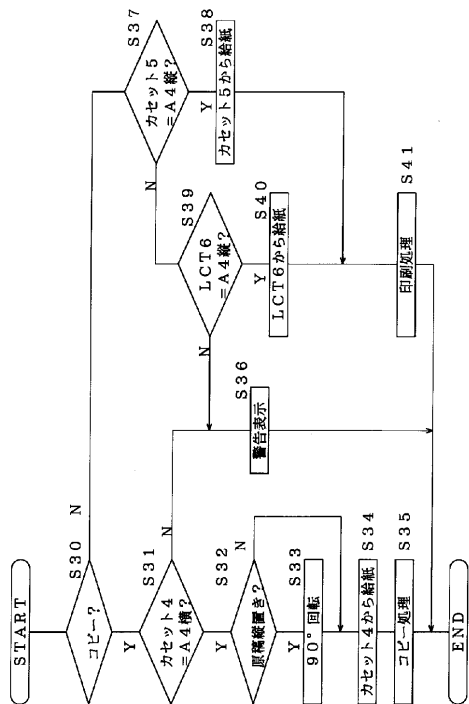 START
S30
コピー?
N
Y
S31
カセット4
=A4横?
N
Y
S32
原稿縦置き?
N
Y
S33
90°回転
S34
カセット4から給紙
S35
コピー処理
END
S36
警告表示
S37
カセット5
=A4縦?
N
Y
S38
カセット5から給紙
S39
LCT6
=A4縦?
N
Y
S40
LCT6から給紙
S41
印刷処理